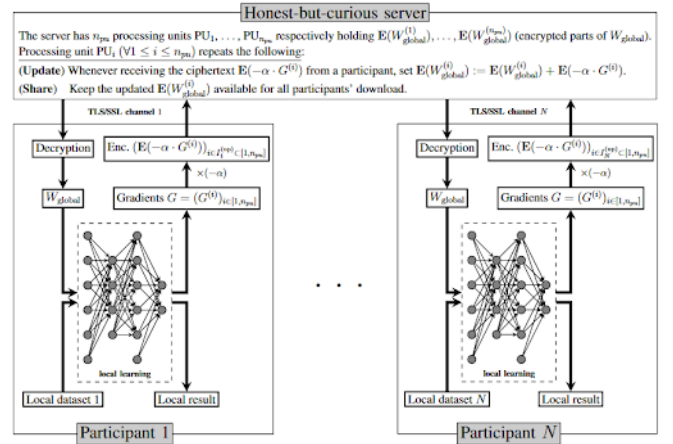 Honest-but-curious server
The server has n_pu processing units PU_1, . . . , PU_{n_pu} respectively holding E(W_global^(1)), . . . , E(W_global^(n_pu)) (encrypted parts of W_global).
Processing unit PU_i (∀1 ≤ i ≤ n_pu) repeats the following:
(Update) Whenever receiving the ciphertext E(−α · G^(i)) from a participant, set E(W_global^(i)) := E(W_global^(i)) + E(−α · G^(i)).
(Share) Keep the updated E(W_global^(i)) available for all participants' download.
TLS/SSL channel 1
Decryption
Enc. (E(−α · G^(i)))_{i∈I_1^(up)⊂[1,n_pu]}
×(−α)
W_global
Gradients G = (G^(i))_{i∈[1,n_pu]}
local learning
Local dataset 1
Local result
Participant 1
. . .
TLS/SSL channel N
Decryption
Enc. (E(−α · G^(i)))_{i∈I_N^(up)⊂[1,n_pu]}
×(−α)
W_global
Gradients G = (G^(i))_{i∈[1,n_pu]}
local learning
Local dataset N
Local result
Participant N